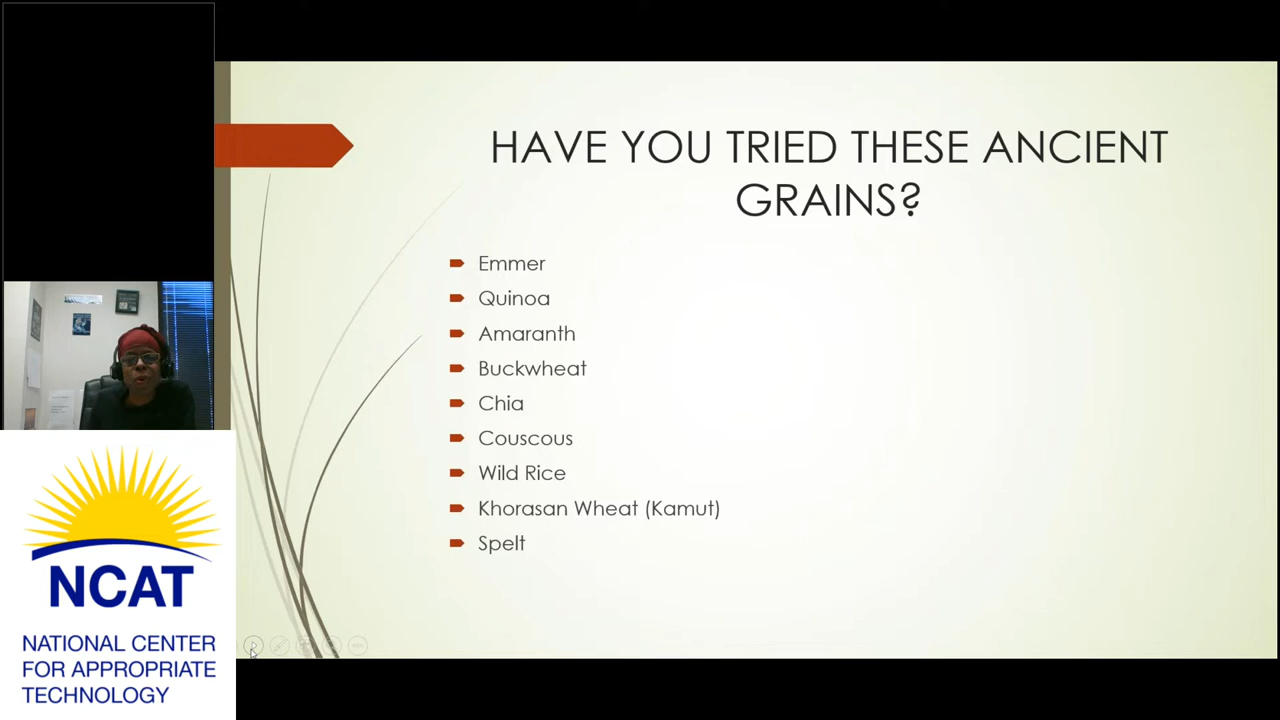 HAVE YOU TRIED THESE ANCIENT
GRAINS?
Emmer
Quinoa
Amaranth
Buckwheat
Chia
Couscous
Wild Rice
Khorasan Wheat (Kamut)
Spelt
NCAT
NATIONAL CENTER
FOR APPROPRIATE
TECHNOLOGY